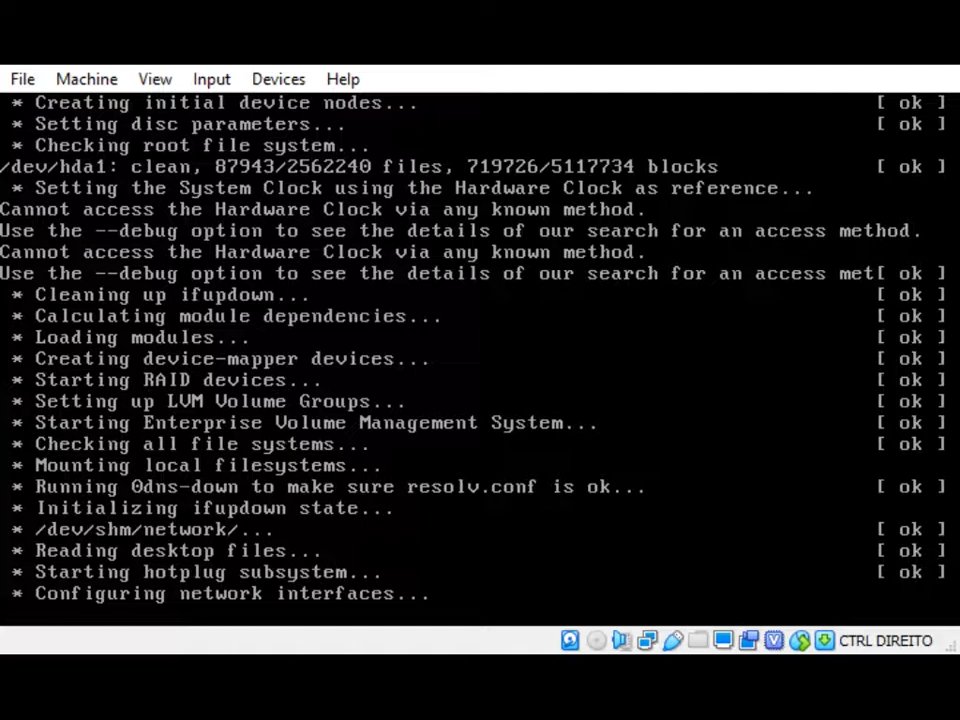 File Machine View Input Devices Help
* Creating initial device nodes... [ ok ]
* Setting disc parameters... [ ok ]
* Checking root file system...
/dev/hda1: clean, 87943/2562240 files, 719726/5117734 blocks [ ok ]
* Setting the System Clock using the Hardware Clock as reference...
Cannot access the Hardware Clock via any known method.
Use the --debug option to see the details of our search for an access method.
Cannot access the Hardware Clock via any known method.
Use the --debug option to see the details of our search for an access met[ ok ]
* Cleaning up ifupdown... [ ok ]
* Calculating module dependencies... [ ok ]
* Loading modules... [ ok ]
* Creating device-mapper devices... [ ok ]
* Starting RAID devices... [ ok ]
* Setting up LVM Volume Groups... [ ok ]
* Starting Enterprise Volume Management System... [ ok ]
* Checking all file systems... [ ok ]
* Mounting local filesystems...
* Running 0dns-down to make sure resolv.conf is ok... [ ok ]
* Initializing ifupdown state...
* /dev/shm/network/... [ ok ]
* Reading desktop files... [ ok ]
* Starting hotplug subsystem... [ ok ]
* Configuring network interfaces...
CTRL DIREITO